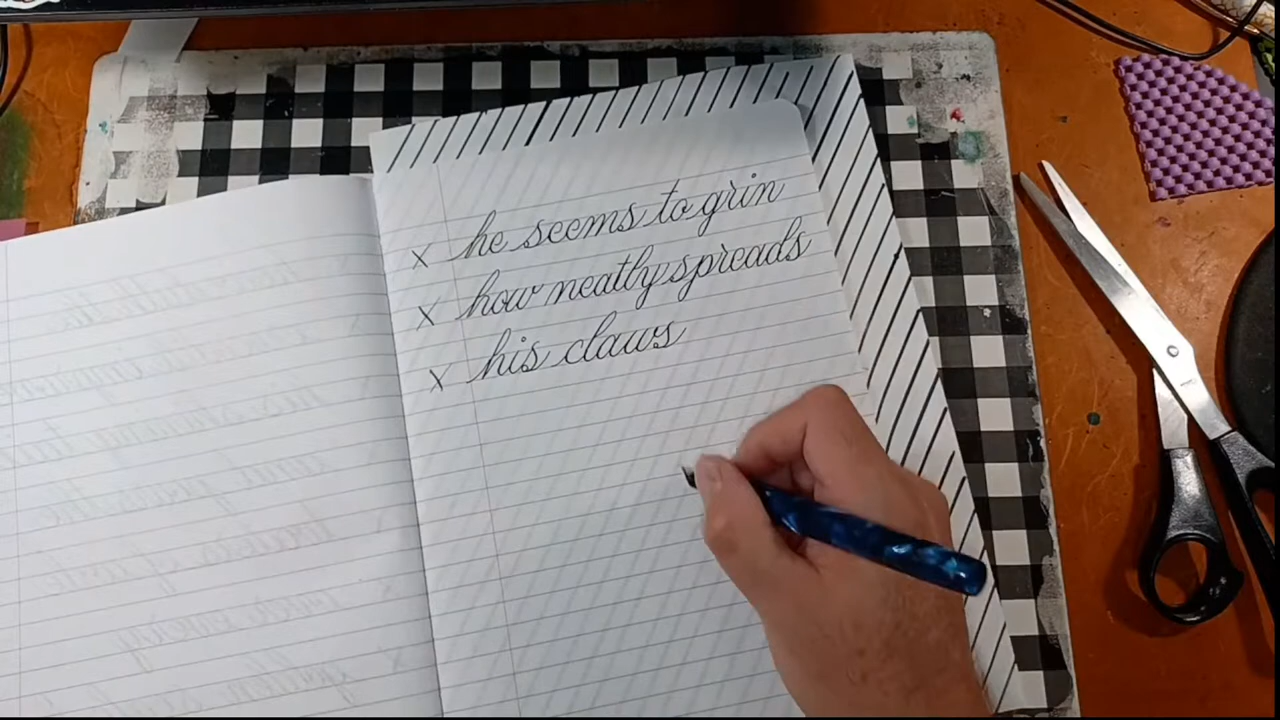 x he seems to grin
x how neatly spreads
x his claws